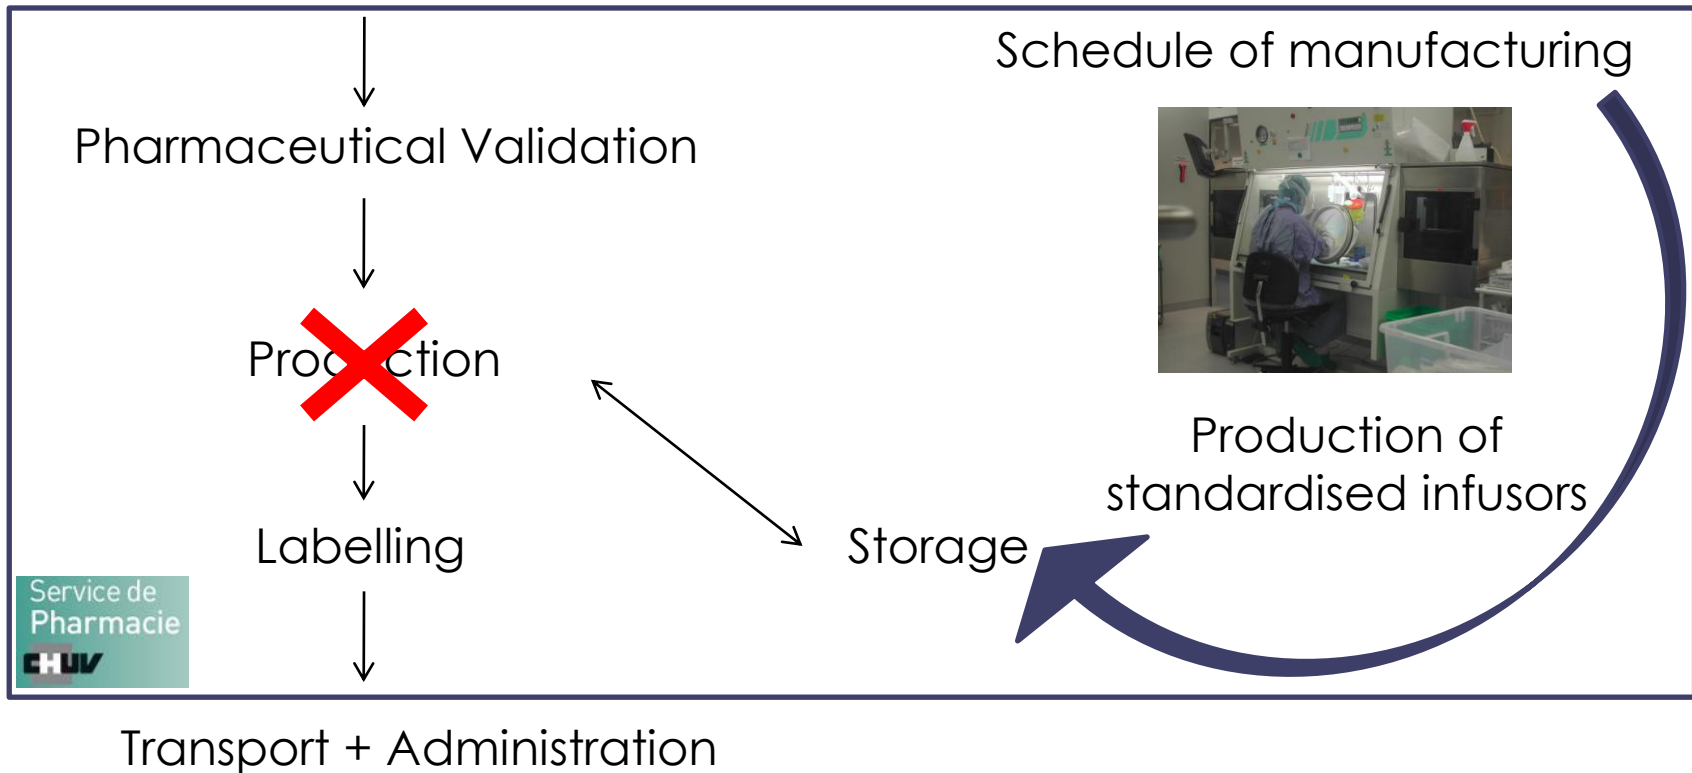 Schedule of manufacturing
Pharmaceutical Validation
Production
Production of
standardised infusors
Labelling
Storage
Service de
Pharmacie
CHUV
Transport + Administration